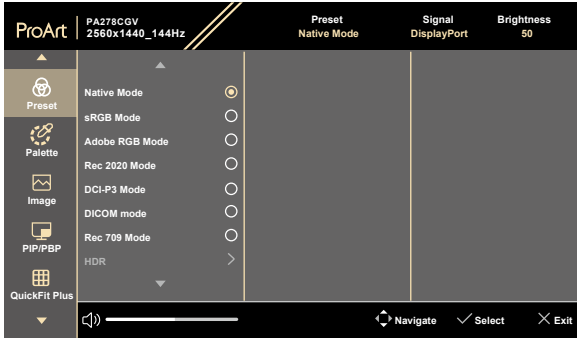 ProArt
PA278CGV
2560x1440_144Hz
Preset
Native Mode
Signal
DisplayPort
Brightness
50
Preset
Palette
Image
PIP/PBP
QuickFit Plus
Native Mode
sRGB Mode
Adobe RGB Mode
Rec 2020 Mode
DCI-P3 Mode
DICOM mode
Rec 709 Mode
HDR
Navigate
Select
Exit